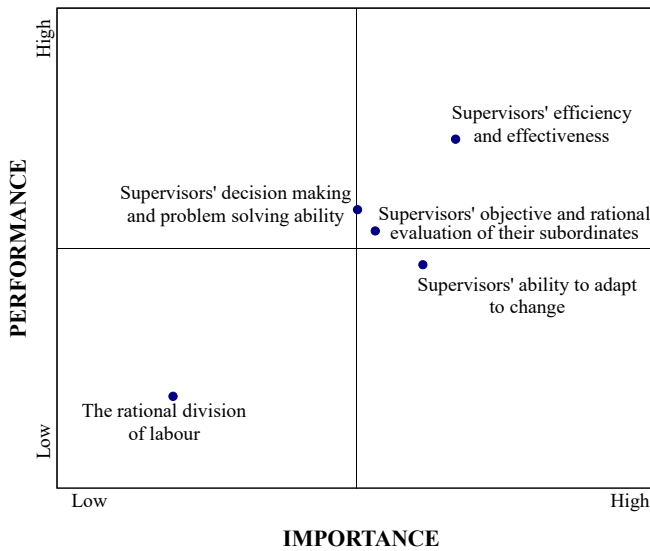 High
Supervisors' efficiency
and effectiveness
Supervisors' decision making
and problem solving ability
Supervisors' objective and rational
evaluation of their subordinates
PERFORMANCE
Supervisors' ability to adapt
to change
The rational division
of labour
Low
Low
High
IMPORTANCE